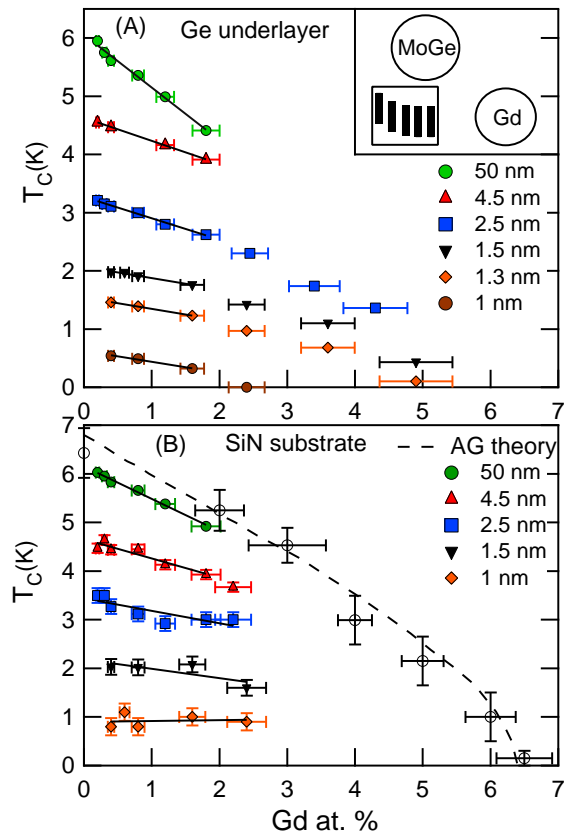 (A) Ge underlayer
MoGe
Gd
6
5
4
3
2
1
0
T_C(K)
50 nm
4.5 nm
2.5 nm
1.5 nm
1.3 nm
1 nm
0 1 2 3 4 5 6 7
(B) SiN substrate
AG theory
7
6
5
4
3
2
1
0
T_C(K)
50 nm
4.5 nm
2.5 nm
1.5 nm
1 nm
0 1 2 3 4 5 6 7
Gd at. %